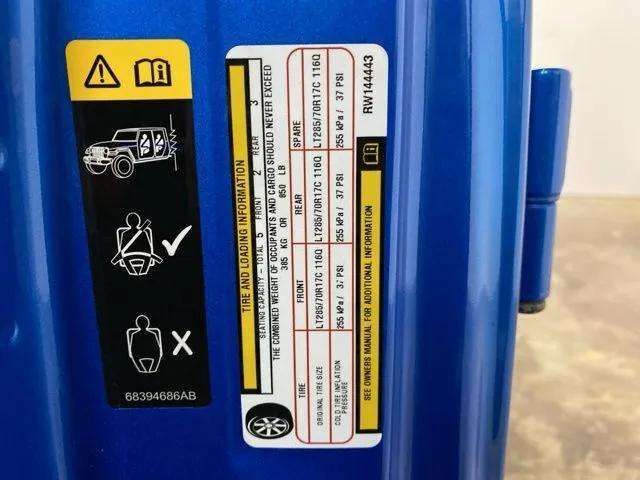 68394686AB
TIRE AND LOADING INFORMATION
SEATING CAPACITY - TOTAL 5 FRONT 2 REAR 3
THE COMBINED WEIGHT OF OCCUPANTS AND CARGO SHOULD NEVER EXCEED
385 KG OR 850 LB
TIRE FRONT REAR SPARE
ORIGINAL TIRE SIZE LT285/70R17C 116Q LT285/70R17C 116Q LT285/70R17C 116Q
COLD TIRE INFLATION PRESSURE 255 kPa / 37 PSI 255 kPa / 37 PSI 255 kPa / 37 PSI
SEE OWNERS MANUAL FOR ADDITIONAL INFORMATION
RW144443